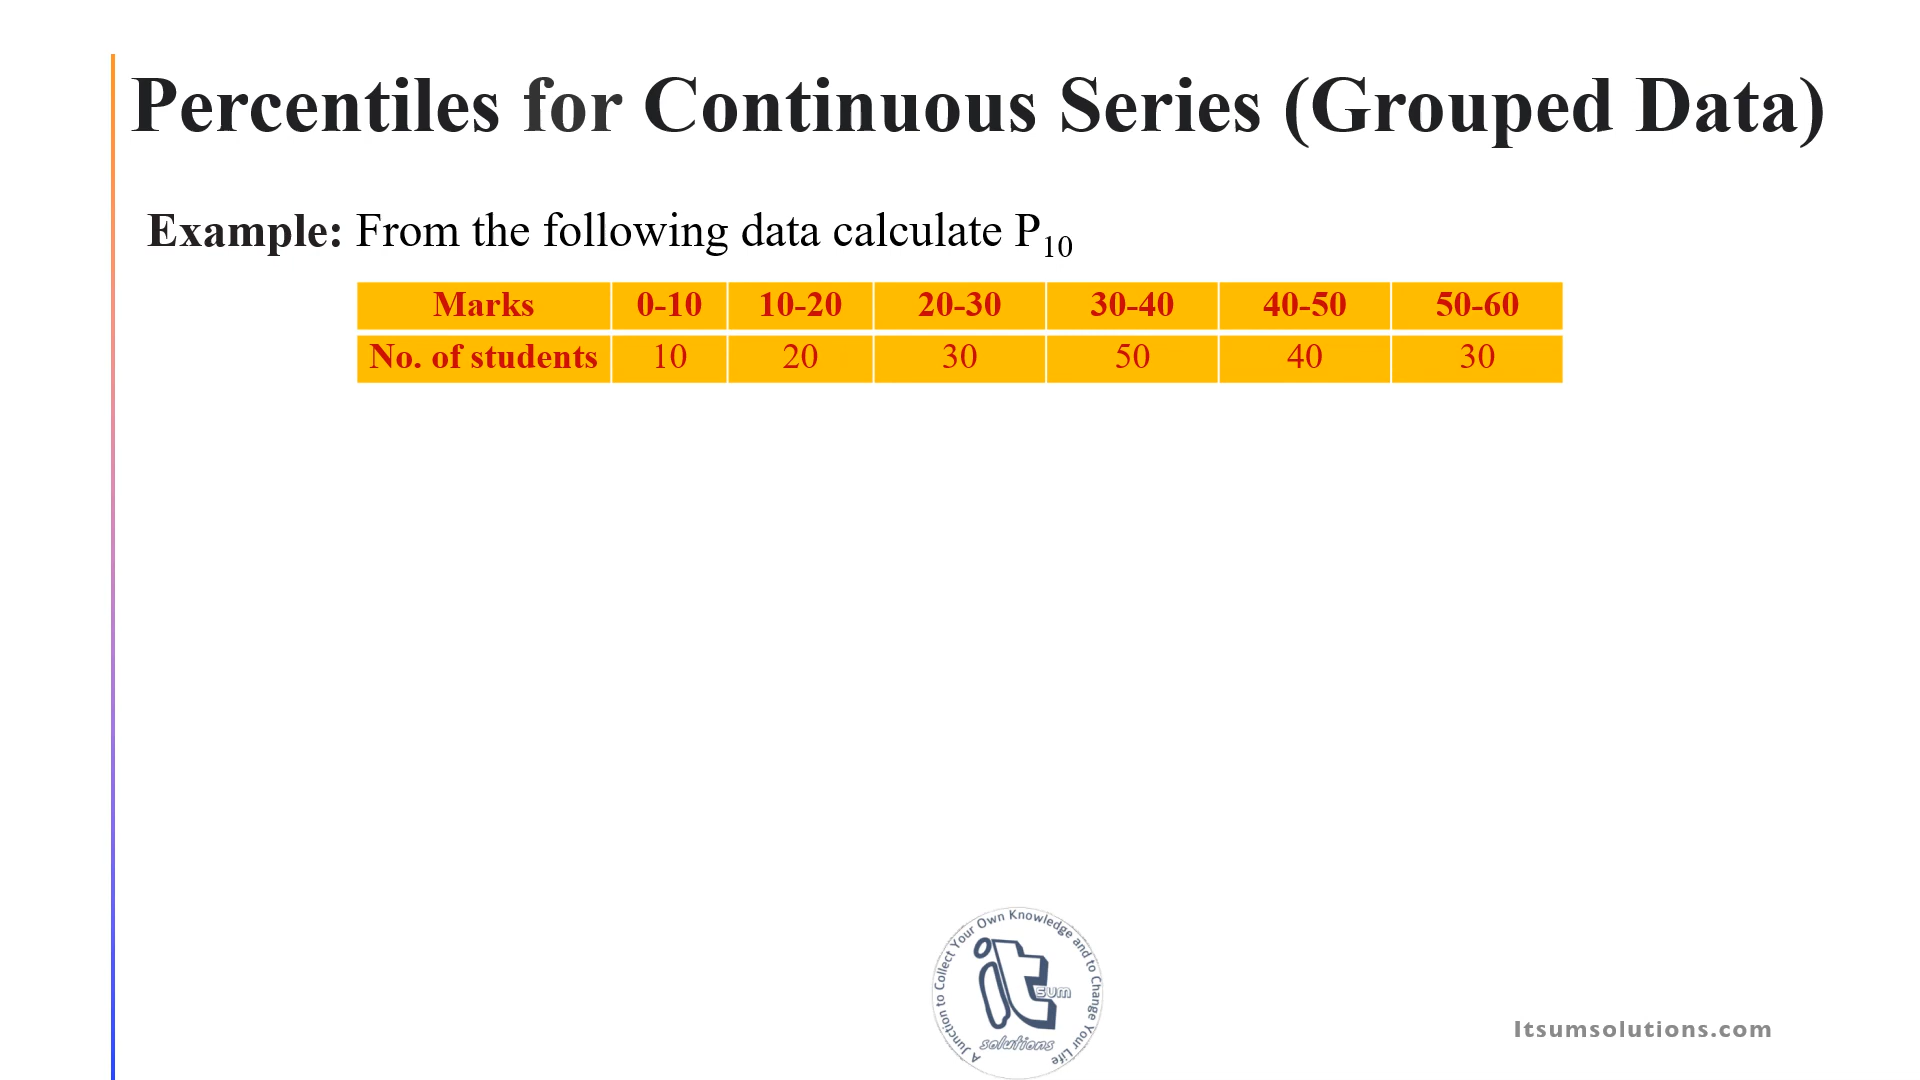 Percentiles for Continuous Series (Grouped Data)
Example: From the following data calculate P10
Marks 0-10 10-20 20-30 30-40 40-50 50-60
No. of students 10 20 30 50 40 30
A Junction to Collect Your Own Knowledge and to Change Your Life
it
sum
solutions
Itsumsolutions.com